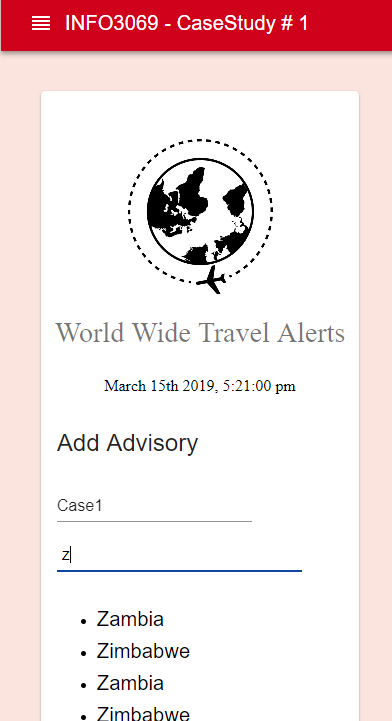 INFO3069 - CaseStudy # 1
World Wide Travel Alerts
March 15th 2019, 5:21:00 pm
Add Advisory
Case1
z
Zambia
Zimbabwe
Zambia
Zimbabwe